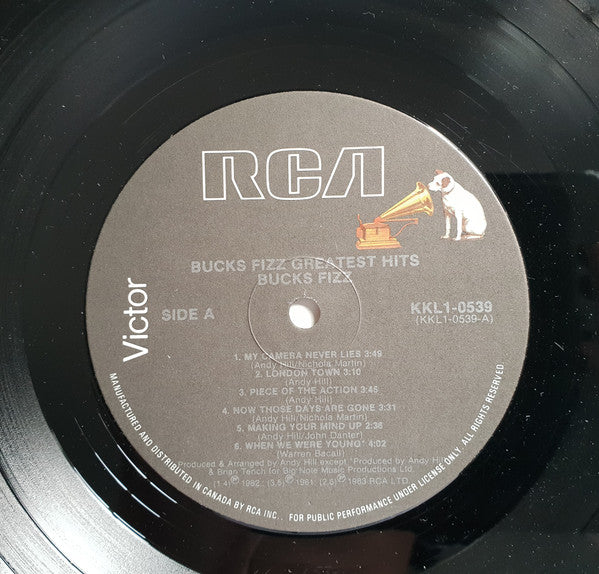 RCA
BUCKS FIZZ GREATEST HITS
BUCKS FIZZ
Victor
SIDE A
KKL1-0539
(KKL1-0539-A)
1. MY CAMERA NEVER LIES 3:49
(Andy Hill/Nichola Martin)
2. LONDON TOWN 3:10
(Andy Hill)
3. PIECE OF THE ACTION 3:45
(Andy Hill)
4. NOW THOSE DAYS ARE GONE 3:31
(Andy Hill/Nichola Martin)
5. MAKING YOUR MIND UP 2:36
(Andy Hill/John Danter)
6. WHEN WE WERE YOUNG* 4:02
(Warren Bacall)
Produced & Arranged by Andy Hill except *Produced by Andy Hill
& Brian Tench for Big Note Music Productions Ltd.
(1,4) ℗ 1982, (3,5) ℗ 1981, (2,6) ℗ 1983 RCA LTD
MANUFACTURED AND DISTRIBUTED IN CANADA BY RCA INC., FOR PUBLIC PERFORMANCE UNDER LICENSE ONLY. ALL RIGHTS RESERVED.